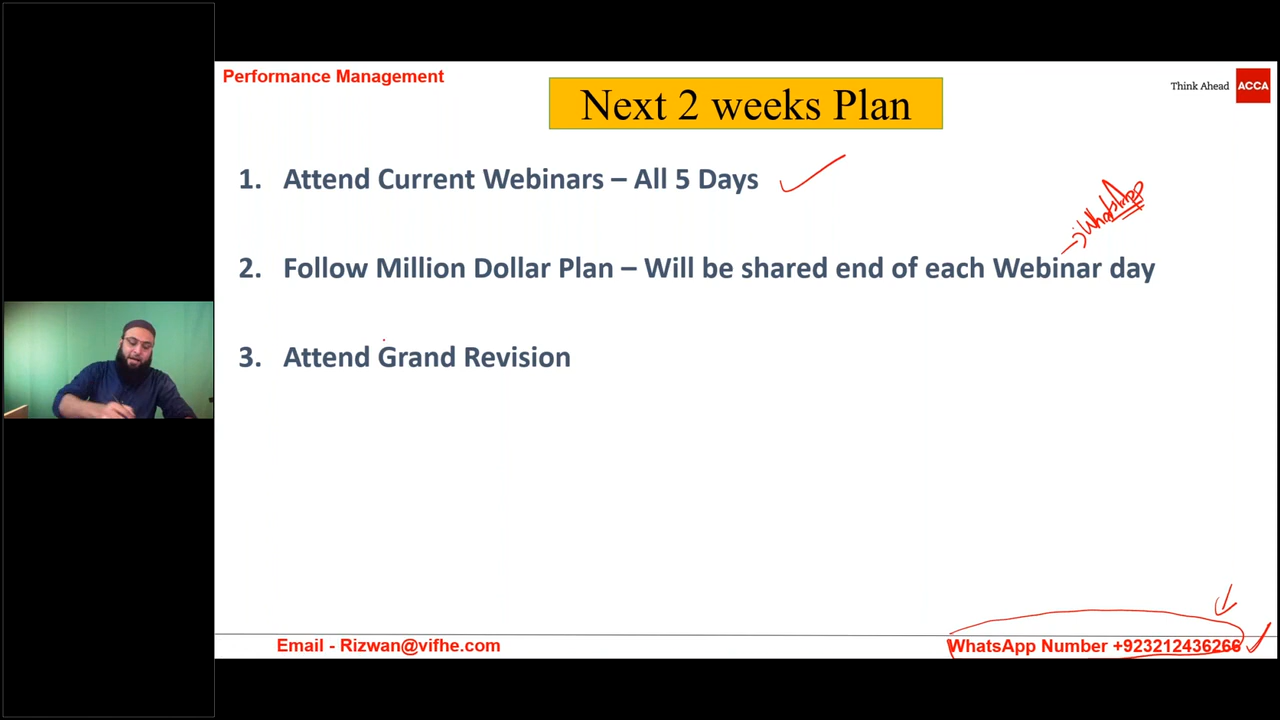 Performance Management
Next 2 weeks Plan
Think Ahead ACCA
1. Attend Current Webinars – All 5 Days
WhatsApp
2. Follow Million Dollar Plan – Will be shared end of each Webinar day
3. Attend Grand Revision
Email - Rizwan@vifhe.com
WhatsApp Number +923212436266